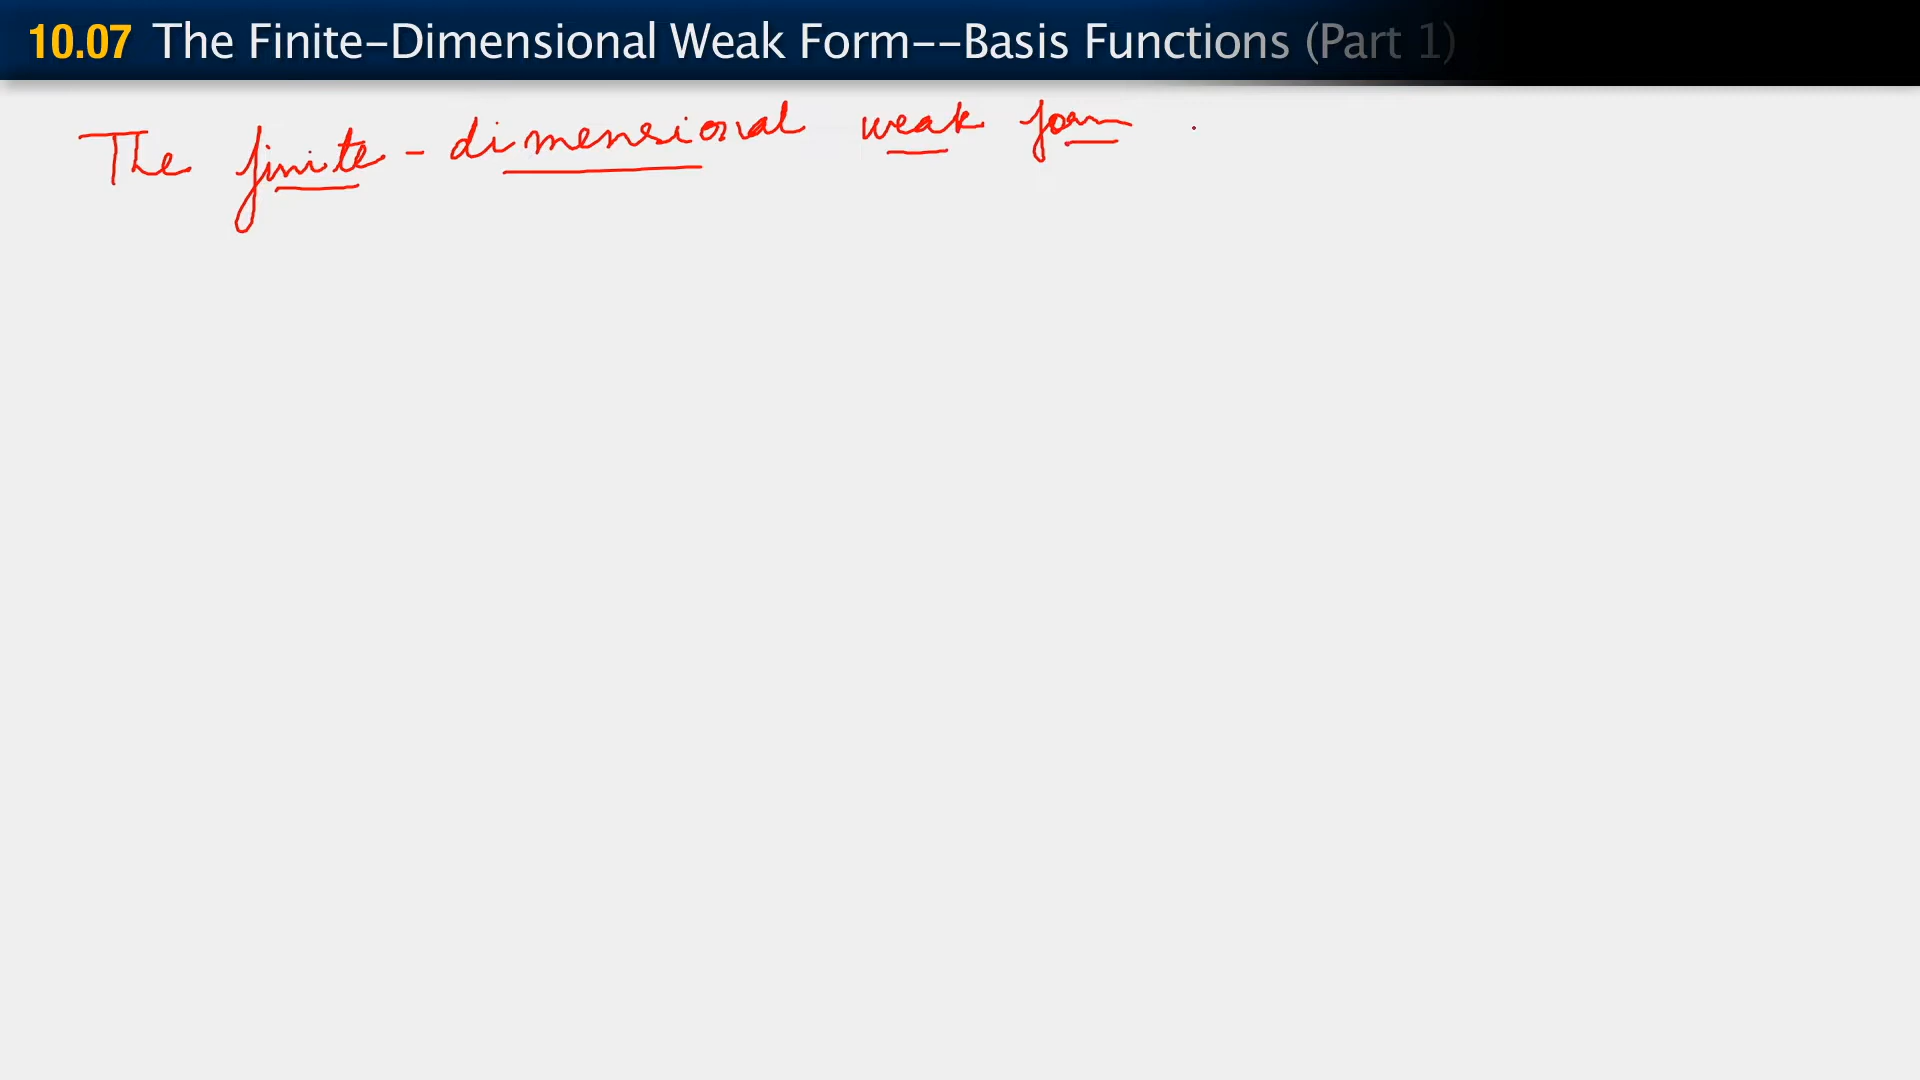 10.07 The Finite-Dimensional Weak Form--Basis Functions (Part 1)
The finite-dimensional weak form